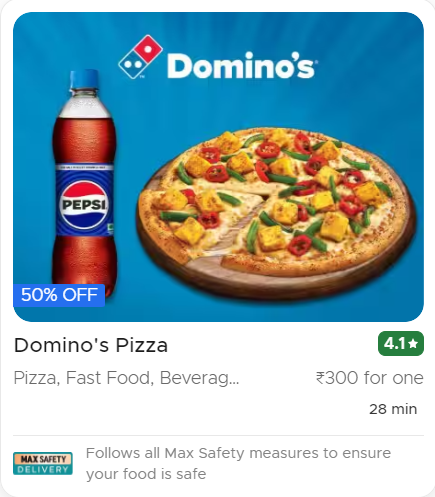 Domino's
PEPSI
50% OFF
Domino's Pizza
4.1★
Pizza, Fast Food, Beverag...
₹300 for one
28 min
MAX SAFETY
DELIVERY
Follows all Max Safety measures to ensure
your food is safe